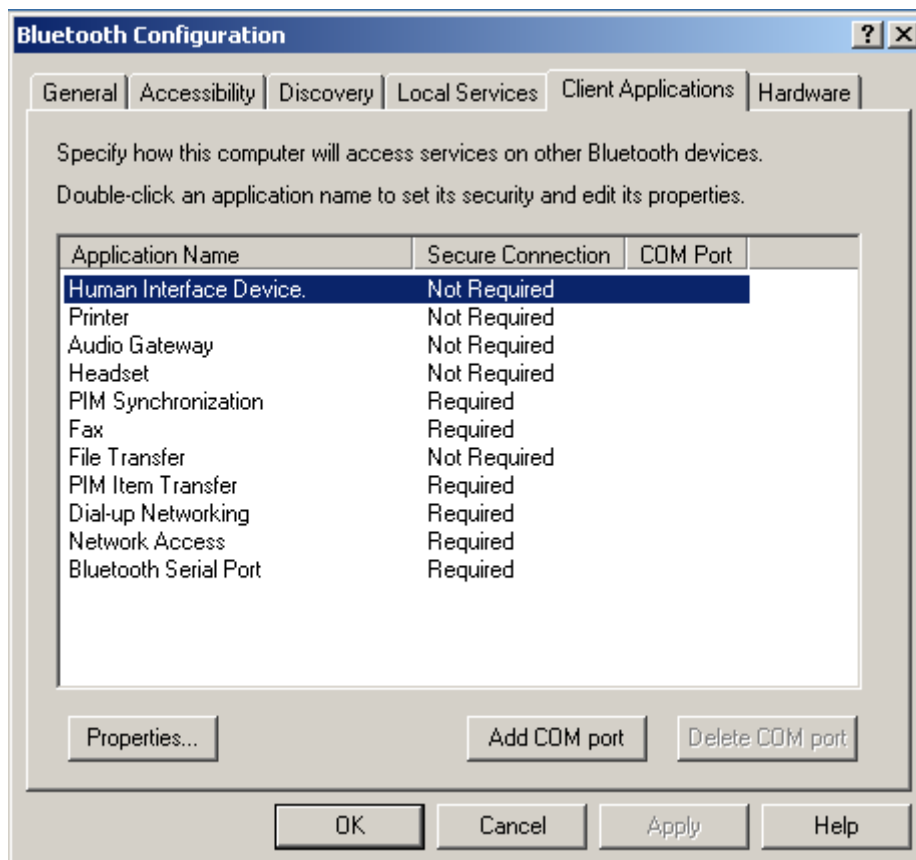 Bluetooth Configuration
General Accessibility Discovery Local Services Client Applications Hardware
Specify how this computer will access services on other Bluetooth devices.
Double-click an application name to set its security and edit its properties.
Application Name Secure Connection COM Port
Human Interface Device. Not Required
Printer Not Required
Audio Gateway Not Required
Headset Not Required
PIM Synchronization Required
Fax Required
File Transfer Not Required
PIM Item Transfer Required
Dial-up Networking Required
Network Access Required
Bluetooth Serial Port Required
Properties... Add COM port Delete COM port
OK Cancel Apply Help